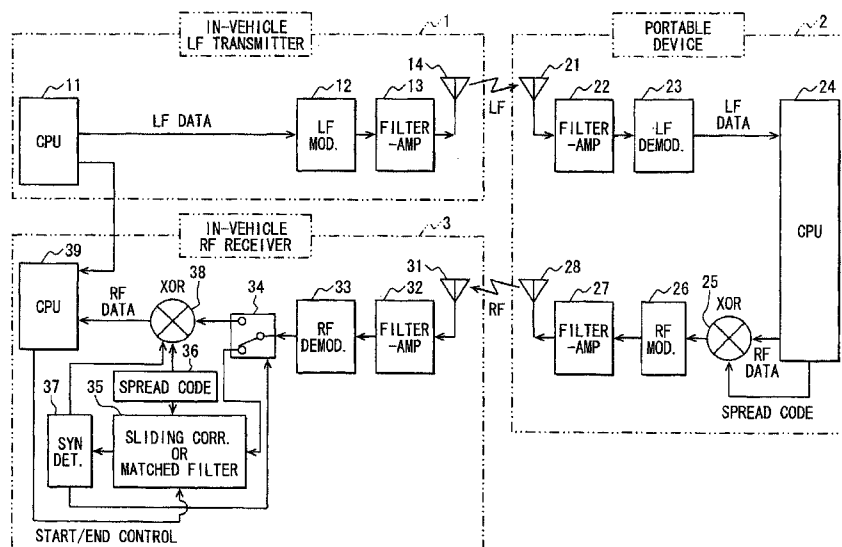 IN-VEHICLE
LF TRANSMITTER
1
PORTABLE
DEVICE
2
11
CPU
LF DATA
12
LF
MOD.
13
FILTER
-AMP
14
LF
21
22
FILTER
-AMP
23
LF
DEMOD.
LF
DATA
24
CPU
IN-VEHICLE
RF RECEIVER
3
39
CPU
RF
DATA
XOR
38
34
33
RF
DEMOD.
32
FILTER
-AMP
31
RF
28
27
FILTER
-AMP
26
RF
MOD.
25
XOR
RF
DATA
SPREAD CODE
36
SPREAD CODE
37
SYN
DET.
35
SLIDING CORR.
OR
MATCHED FILTER
START/END CONTROL